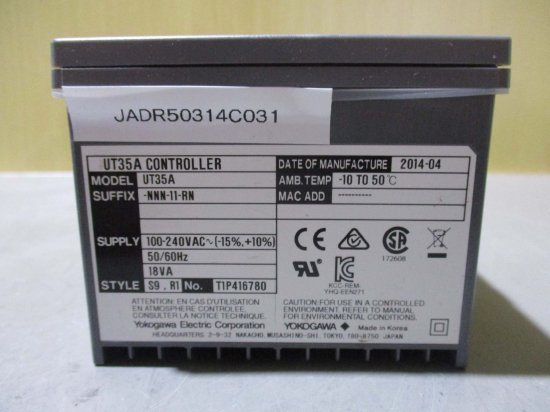 JADR50314C031
UT35A CONTROLLER
MODEL UT35A
SUFFIX -NNN-11-RN
SUPPLY 100-240VAC~(-15%,+10%)
50/60Hz
18VA
STYLE S9 . R1 No. T1P416780
DATE OF MANUFACTURE 2014-04
AMB.TEMP -10 TO 50℃
MAC ADD ----------
CE
SA
172608
KCC-REM-
YHQ-EEN271
ATTENTION: EN CAS D'UTILISATION
EN ATMOSPHERE CONTROLEE,
CONSULTER LA NOTICE TECHNIQUE.
CAUTION:FOR USE IN A CONTROLLED
ENVIRONMENT. REFER TO MANUAL FOR
ENVIRONMENTAL CONDITIONS.
Yokogawa Electric Corporation YOKOGAWA ◆ Made in Korea
HEADQUARTERS 2-9-32 NAKACHO,MUSASHINO-SHI,TOKYO,180-8750 JAPAN